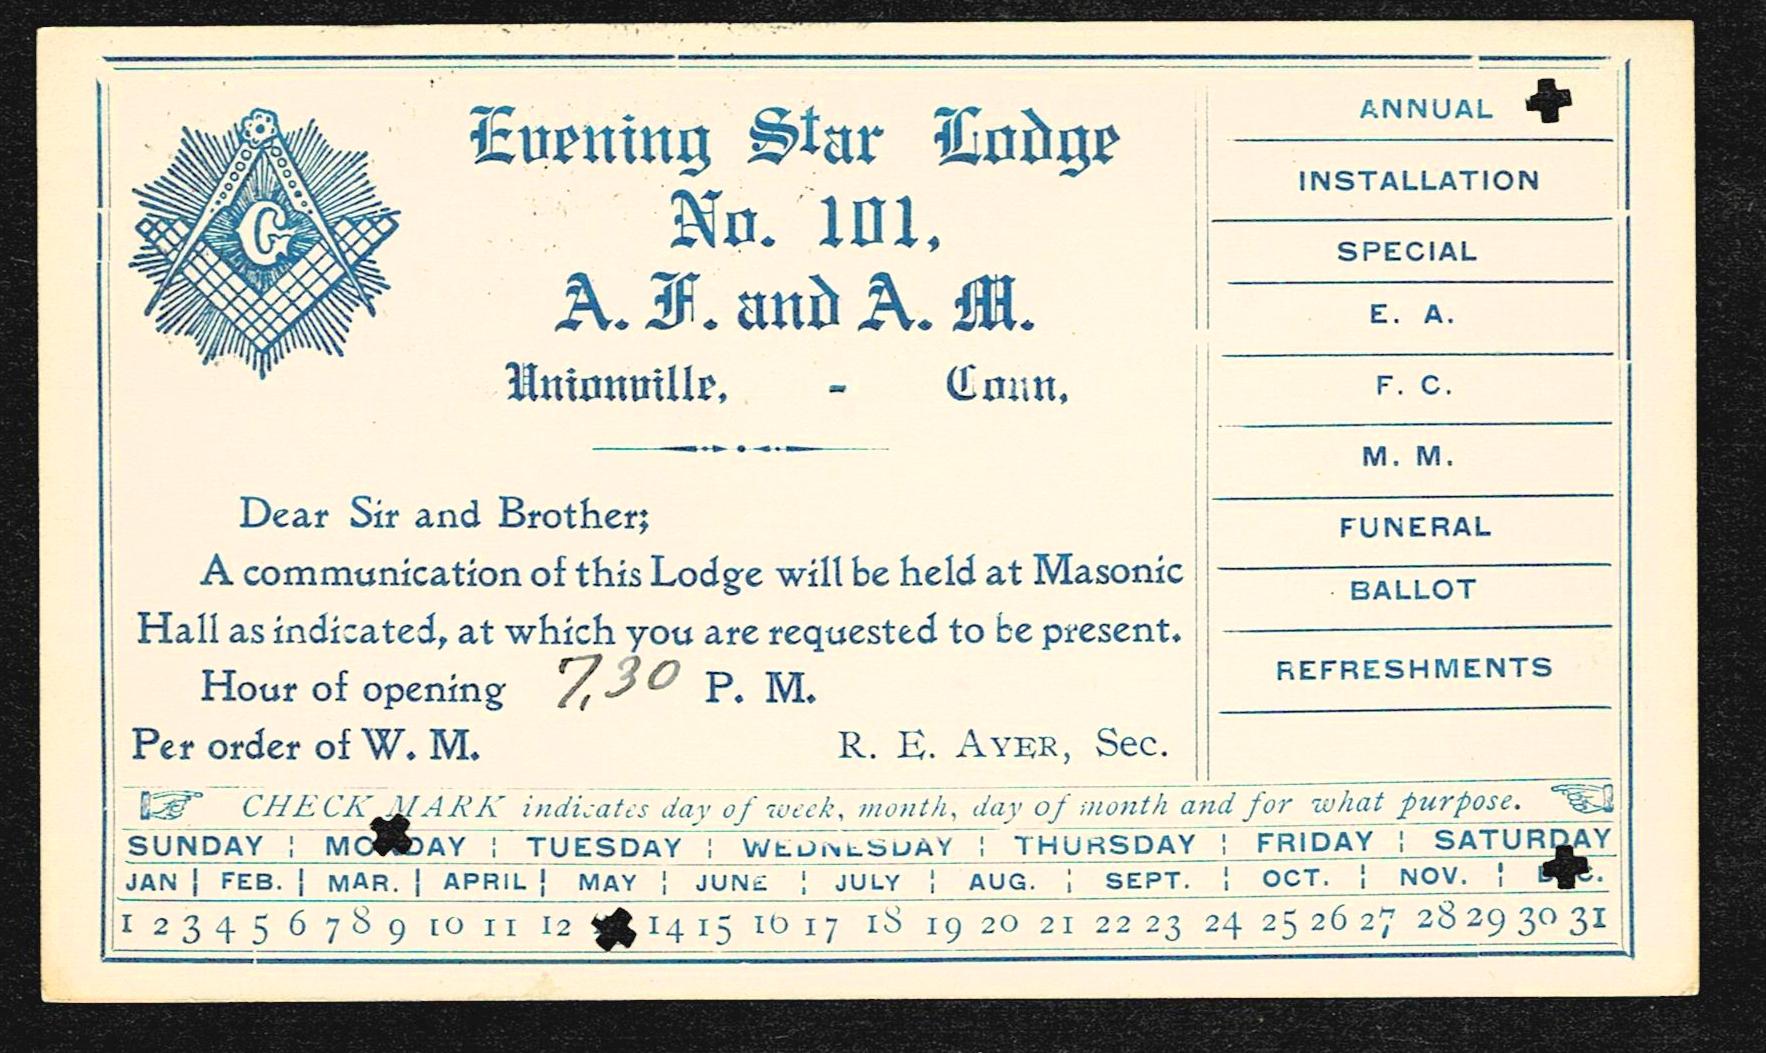 G
Evening Star Lodge
No. 101,
A. F. and A. M.
Unionville, - Conn,
Dear Sir and Brother;
A communication of this Lodge will be held at Masonic
Hall as indicated, at which you are requested to be present.
Hour of opening 7,30 P. M.
Per order of W. M. R. E. AYER, Sec.
ANNUAL
INSTALLATION
SPECIAL
E. A.
F. C.
M. M.
FUNERAL
BALLOT
REFRESHMENTS
CHECK MARK indicates day of week, month, day of month and for what purpose.
SUNDAY ¦ MONDAY ¦ TUESDAY ¦ WEDNESDAY ¦ THURSDAY ¦ FRIDAY ¦ SATURDAY
JAN | FEB. ¦ MAR. | APRIL ¦ MAY ¦ JUNE ¦ JULY ¦ AUG. ¦ SEPT. ¦ OCT. ¦ NOV. ¦ DEC.
1 2 3 4 5 6 7 8 9 10 11 12 14 15 16 17 18 19 20 21 22 23 24 25 26 27 28 29 30 31